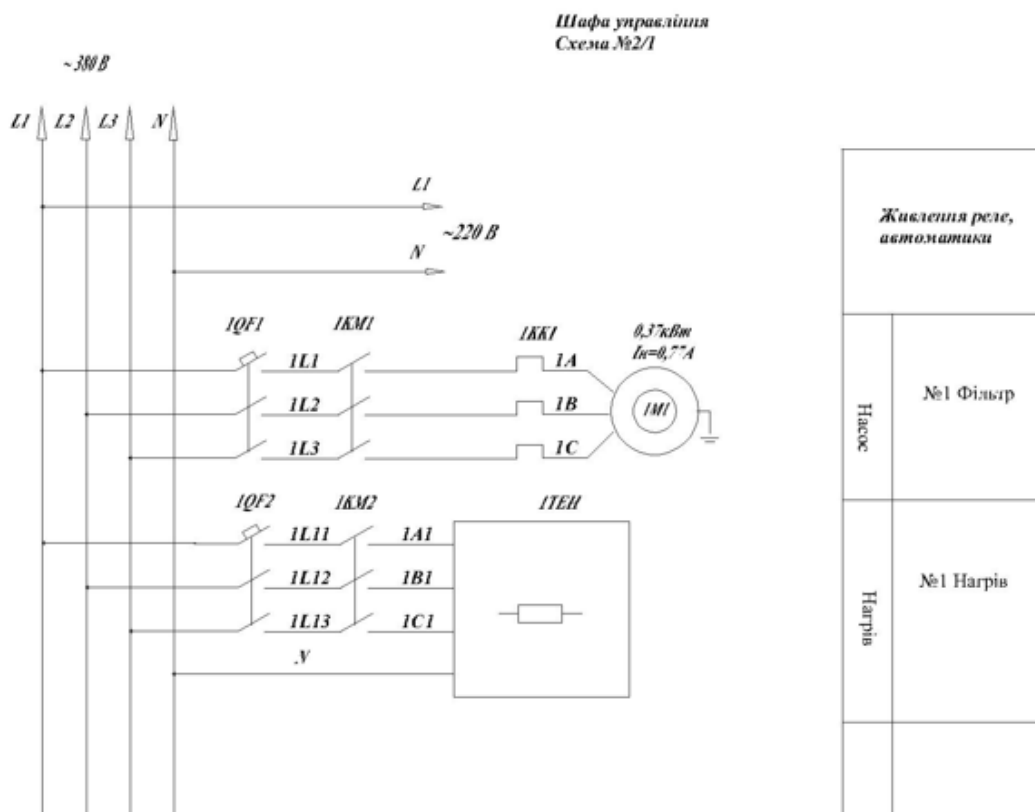 Шафа управління
Схема №2/1
~ 380 В
L1 L2 L3 N
L1
~220 В
N
Живлення реле,
автоматики
1QF1 1KM1 1KK1 0,37кВт
Iн=0,77А
1L1 1A
1L2 1B 1M1
1L3 1C
Насос
№1 Фільтр
1QF2 1KM2 1ТЕН
1L11 1A1
1L12 1B1
1L13 1C1
N
Нагрів
№1 Нагрів